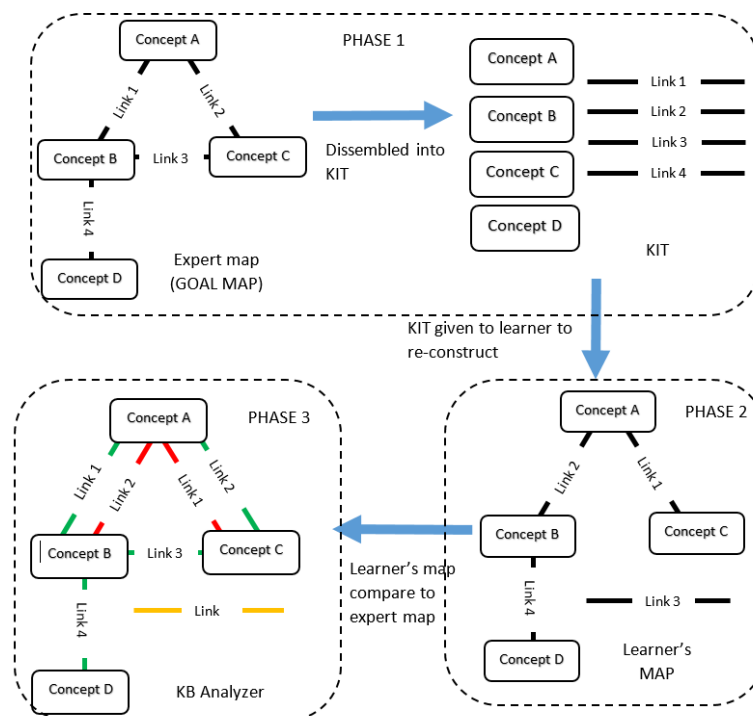 PHASE 1
Concept A
Link 1
Link 2
Concept B
Link 3
Concept C
Link 4
Concept D
Expert map
(GOAL MAP)
Dissembled into
KIT
Concept A
Concept B
Concept C
Concept D
Link 1
Link 2
Link 3
Link 4
KIT
KIT given to learner to
re-construct
PHASE 2
Concept A
Link 2
Link 1
Concept B
Concept C
Link 4
Link 3
Concept D
Learner's
MAP
Learner's map
compare to
expert map
PHASE 3
Concept A
Link 1
Link 2
Link 1
Link 2
Concept B
Link 3
Concept C
Link 4
Link
Concept D
KB Analyzer